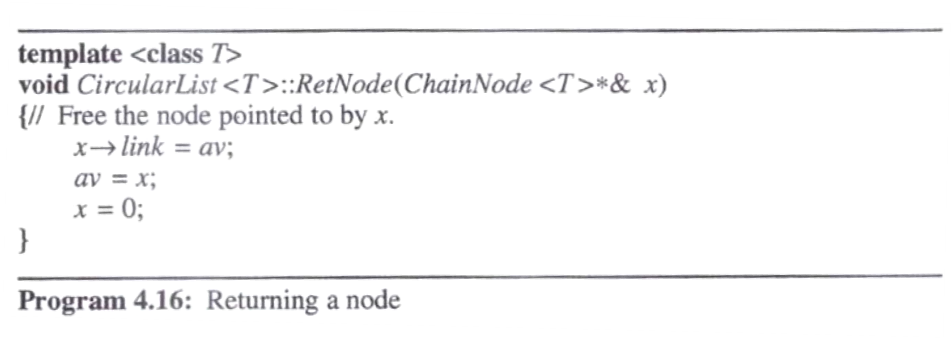 template <class T>
void CircularList <T>::RetNode(ChainNode <T>*& x)
{// Free the node pointed to by x.
x→link = av;
av = x;
x = 0;
}
Program 4.16: Returning a node